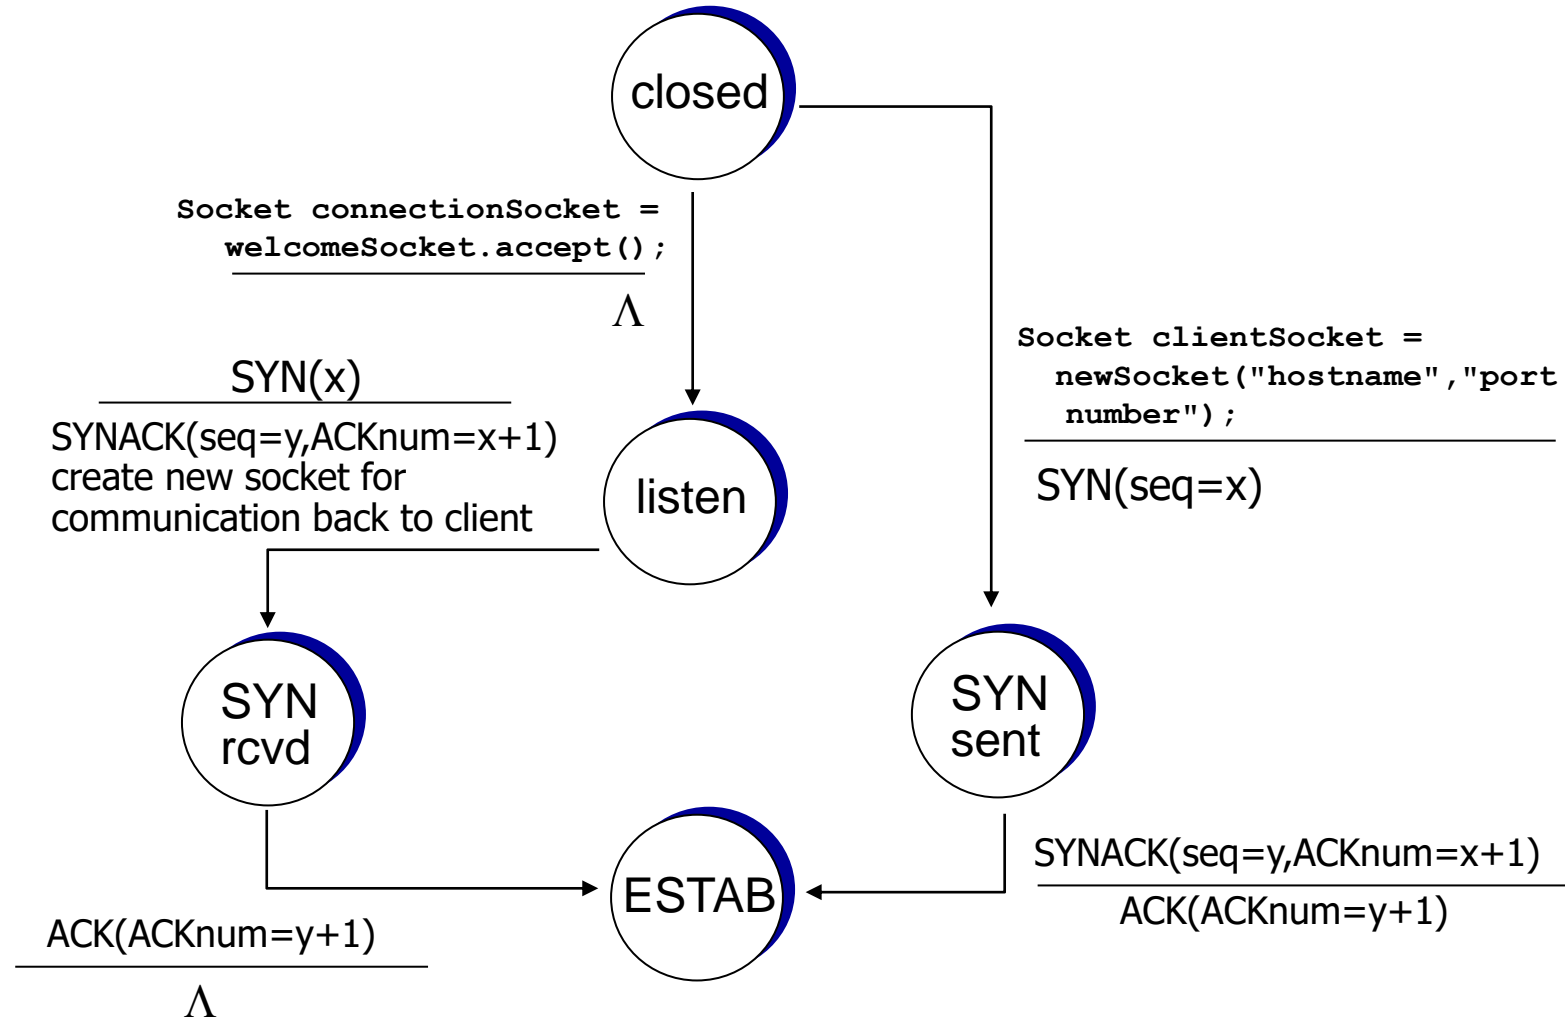 closed
Socket connectionSocket =
welcomeSocket.accept();
Λ
Socket clientSocket =
newSocket("hostname","port
number");
SYN(seq=x)
SYN(x)
SYNACK(seq=y,ACKnum=x+1)
create new socket for
communication back to client
listen
SYN
rcvd
SYN
sent
ESTAB
SYNACK(seq=y,ACKnum=x+1)
ACK(ACKnum=y+1)
ACK(ACKnum=y+1)
Λ